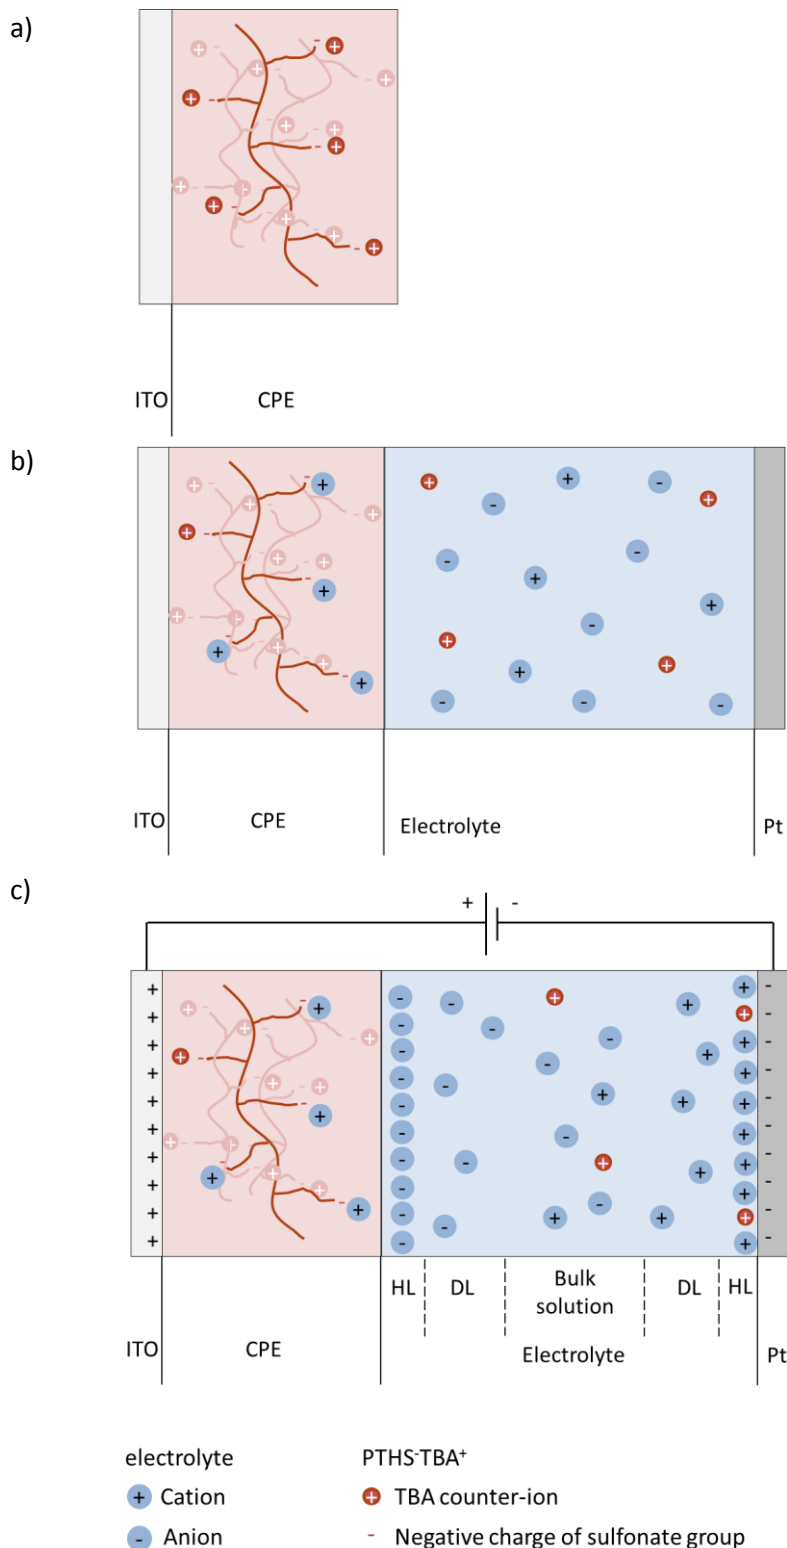 a)
ITO CPE
b)
ITO CPE Electrolyte Pt
c)
+ -
HL DL Bulk solution DL HL
ITO CPE Electrolyte Pt
electrolyte PTHS⁻TBA⁺
+ Cation + TBA counter-ion
- Anion - Negative charge of sulfonate group